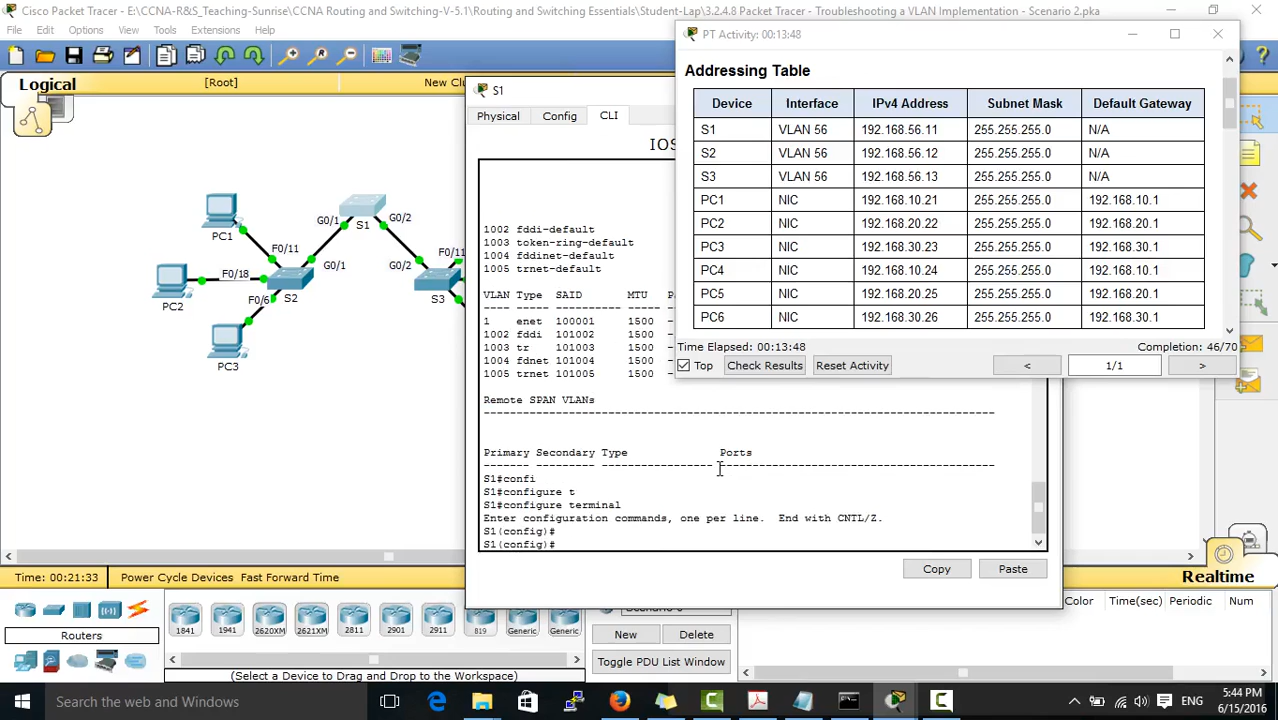 Cisco Packet Tracer - E:\CCNA-R&S_Teaching-Sunrise\CCNA Routing and Switching-V-5.1\Routing and Switching Essentials\Student-Lap\3.2.4.8 Packet Tracer - Troubleshooting a VLAN Implementation - Scenario 2.pka
File Edit Options View Tools Extensions Help
Logical
[Root]
New Clu
PC1
F0/11
G0/1
S1
G0/2
F0/11
PC2
F0/18
S2
G0/1
G0/2
S3
F0/6
PC3
S1
Physical Config CLI
IOS
1002 fddi-default
1003 token-ring-default
1004 fddinet-default
1005 trnet-default
VLAN Type SAID MTU P
---- ----- ---------- -----
1 enet 100001 1500 -
1002 fddi 101002 1500 -
1003 tr 101003 1500 -
1004 fdnet 101004 1500 -
1005 trnet 101005 1500 -
Remote SPAN VLANs
------------------------------------------------------------------------------
Primary Secondary Type Ports
------- --------- ----------------- ------------------------------------------
S1#confi
S1#configure t
S1#configure terminal
Enter configuration commands, one per line. End with CNTL/Z.
S1(config)#
S1(config)#
Copy Paste
PT Activity: 00:13:48
Addressing Table
Device Interface IPv4 Address Subnet Mask Default Gateway
S1 VLAN 56 192.168.56.11 255.255.255.0 N/A
S2 VLAN 56 192.168.56.12 255.255.255.0 N/A
S3 VLAN 56 192.168.56.13 255.255.255.0 N/A
PC1 NIC 192.168.10.21 255.255.255.0 192.168.10.1
PC2 NIC 192.168.20.22 255.255.255.0 192.168.20.1
PC3 NIC 192.168.30.23 255.255.255.0 192.168.30.1
PC4 NIC 192.168.10.24 255.255.255.0 192.168.10.1
PC5 NIC 192.168.20.25 255.255.255.0 192.168.20.1
PC6 NIC 192.168.30.26 255.255.255.0 192.168.30.1
Time Elapsed: 00:13:48 Completion: 46/70
Top Check Results Reset Activity < 1/1 >
Time: 00:21:33 Power Cycle Devices Fast Forward Time
Realtime
Routers
1841 1941 2620XM 2621XM 2811 2901 2911 819 Generic Generic
(Select a Device to Drag and Drop to the Workspace)
New Delete
Toggle PDU List Window
Color Time(sec) Periodic Num
Search the web and Windows
ENG
5:44 PM
6/15/2016